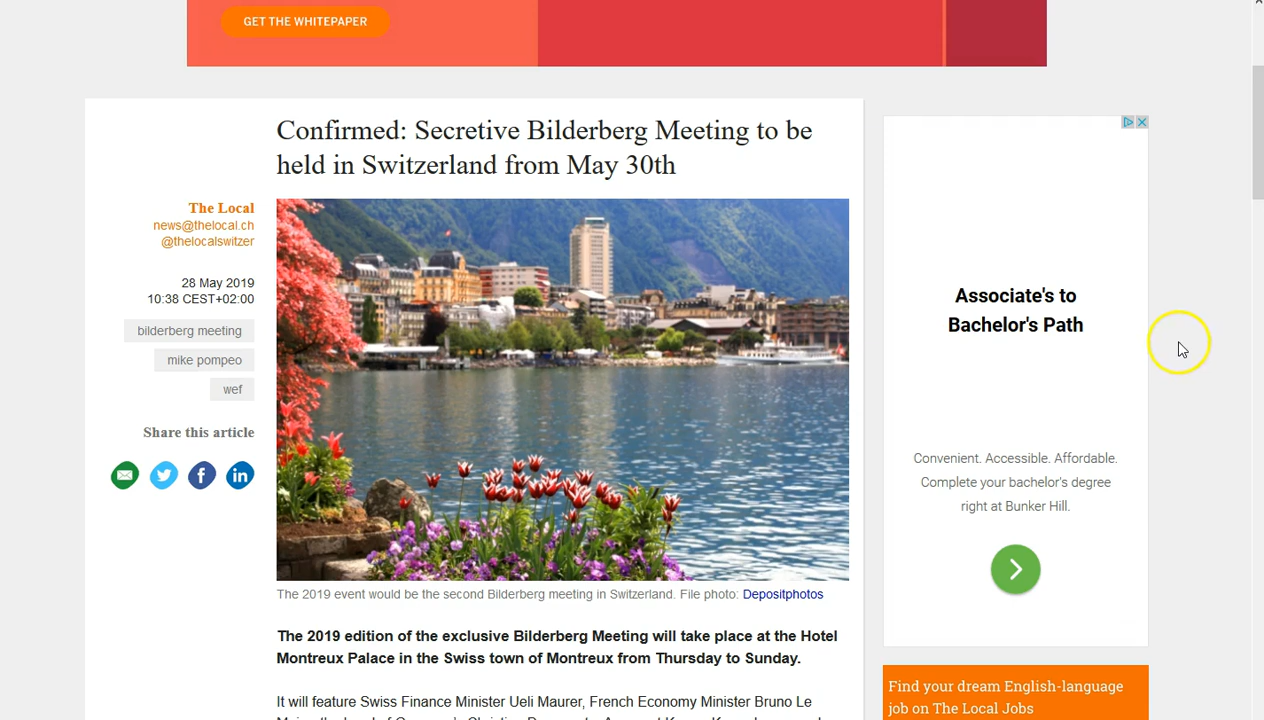 GET THE WHITEPAPER
Confirmed: Secretive Bilderberg Meeting to be
held in Switzerland from May 30th
The Local
news@thelocal.ch
@thelocalswitzer
28 May 2019
10:38 CEST+02:00
bilderberg meeting
mike pompeo
wef
Share this article
f
in
The 2019 event would be the second Bilderberg meeting in Switzerland. File photo: Depositphotos
The 2019 edition of the exclusive Bilderberg Meeting will take place at the Hotel
Montreux Palace in the Swiss town of Montreux from Thursday to Sunday.
It will feature Swiss Finance Minister Ueli Maurer, French Economy Minister Bruno Le
Associate's to
Bachelor's Path
Convenient. Accessible. Affordable.
Complete your bachelor's degree
right at Bunker Hill.
Find your dream English-language
job on The Local Jobs